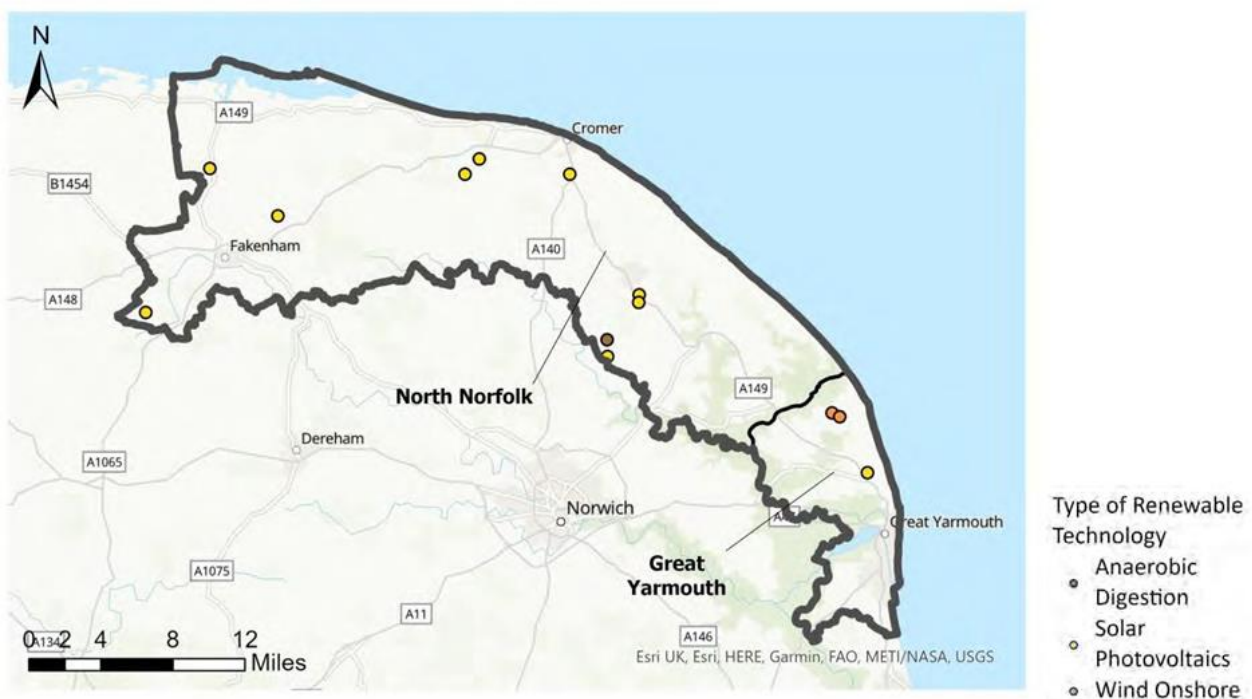 N
A149
Cromer
B1454
Fakenham
A140
A148
North Norfolk
A149
Dereham
A1065
Norwich
Great Yarmouth
Great
Yarmouth
A1075
A11
A134
A146
0 2 4 8 12
Miles
Esri UK, Esri, HERE, Garmin, FAO, METI/NASA, USGS
Type of Renewable
Technology
Anaerobic
Digestion
Solar
Photovoltaics
Wind Onshore